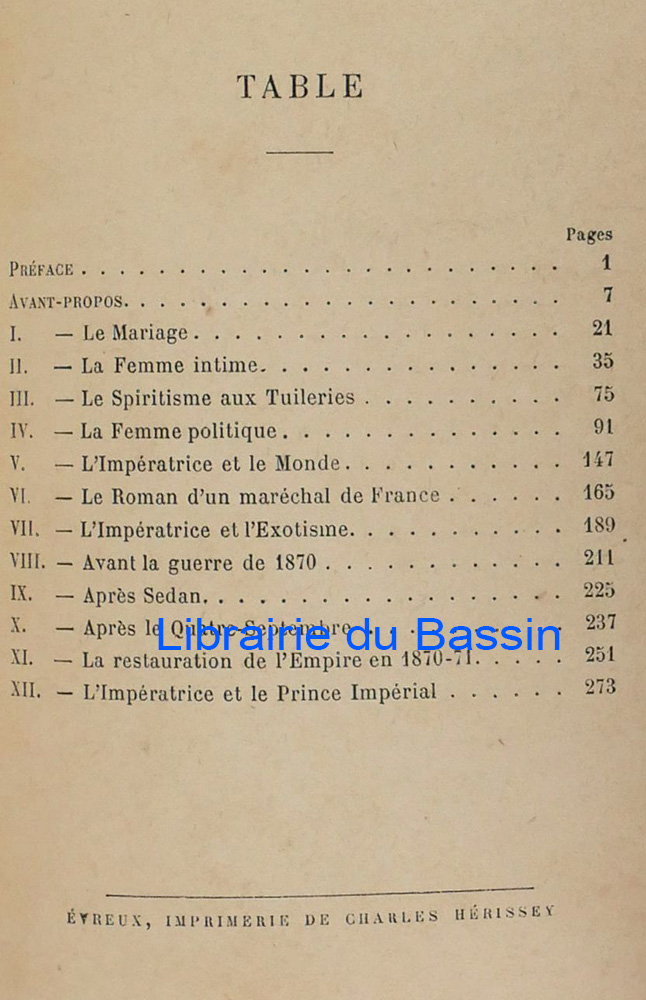 TABLE
Pages
PRÉFACE . . . . . . . . . . . . . . . . . . . . . . . . 1
AVANT-PROPOS. . . . . . . . . . . . . . . . . . . . . . 7
I. — Le Mariage . . . . . . . . . . . . . . . . . . 21
II. — La Femme intime. . . . . . . . . . . . . . . 35
III. — Le Spiritisme aux Tuileries . . . . . . . . . . 75
IV. — La Femme politique . . . . . . . . . . . . . . 91
V. — L'Impératrice et le Monde. . . . . . . . . . . 147
VI. — Le Roman d'un maréchal de France . . . . . . 165
VII. — L'Impératrice et l'Exotisme. . . . . . . . . . . 189
VIII. — Avant la guerre de 1870 . . . . . . . . . . . . 211
IX. — Après Sedan. . . . . . . . . . . . . . . . . . 225
X. — Après le Quatre-Septembre . . . . . . . . . . 237
Librairie du Bassin
XI. — La restauration de l'Empire en 1870-71. . . . . 251
XII. — L'Impératrice et le Prince Impérial . . . . . . 273
ÉVREUX, IMPRIMERIE DE CHARLES HÉRISSEY